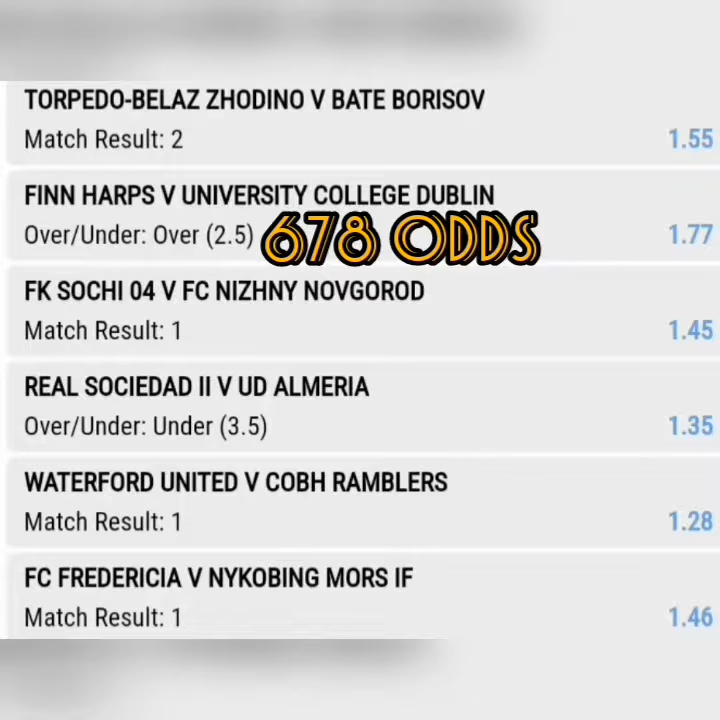 TORPEDO-BELAZ ZHODINO V BATE BORISOV
Match Result: 2 1.55
FINN HARPS V UNIVERSITY COLLEGE DUBLIN
Over/Under: Over (2.5) 1.77
678 ODDS
FK SOCHI 04 V FC NIZHNY NOVGOROD
Match Result: 1 1.45
REAL SOCIEDAD II V UD ALMERIA
Over/Under: Under (3.5) 1.35
WATERFORD UNITED V COBH RAMBLERS
Match Result: 1 1.28
FC FREDERICIA V NYKOBING MORS IF
Match Result: 1 1.46